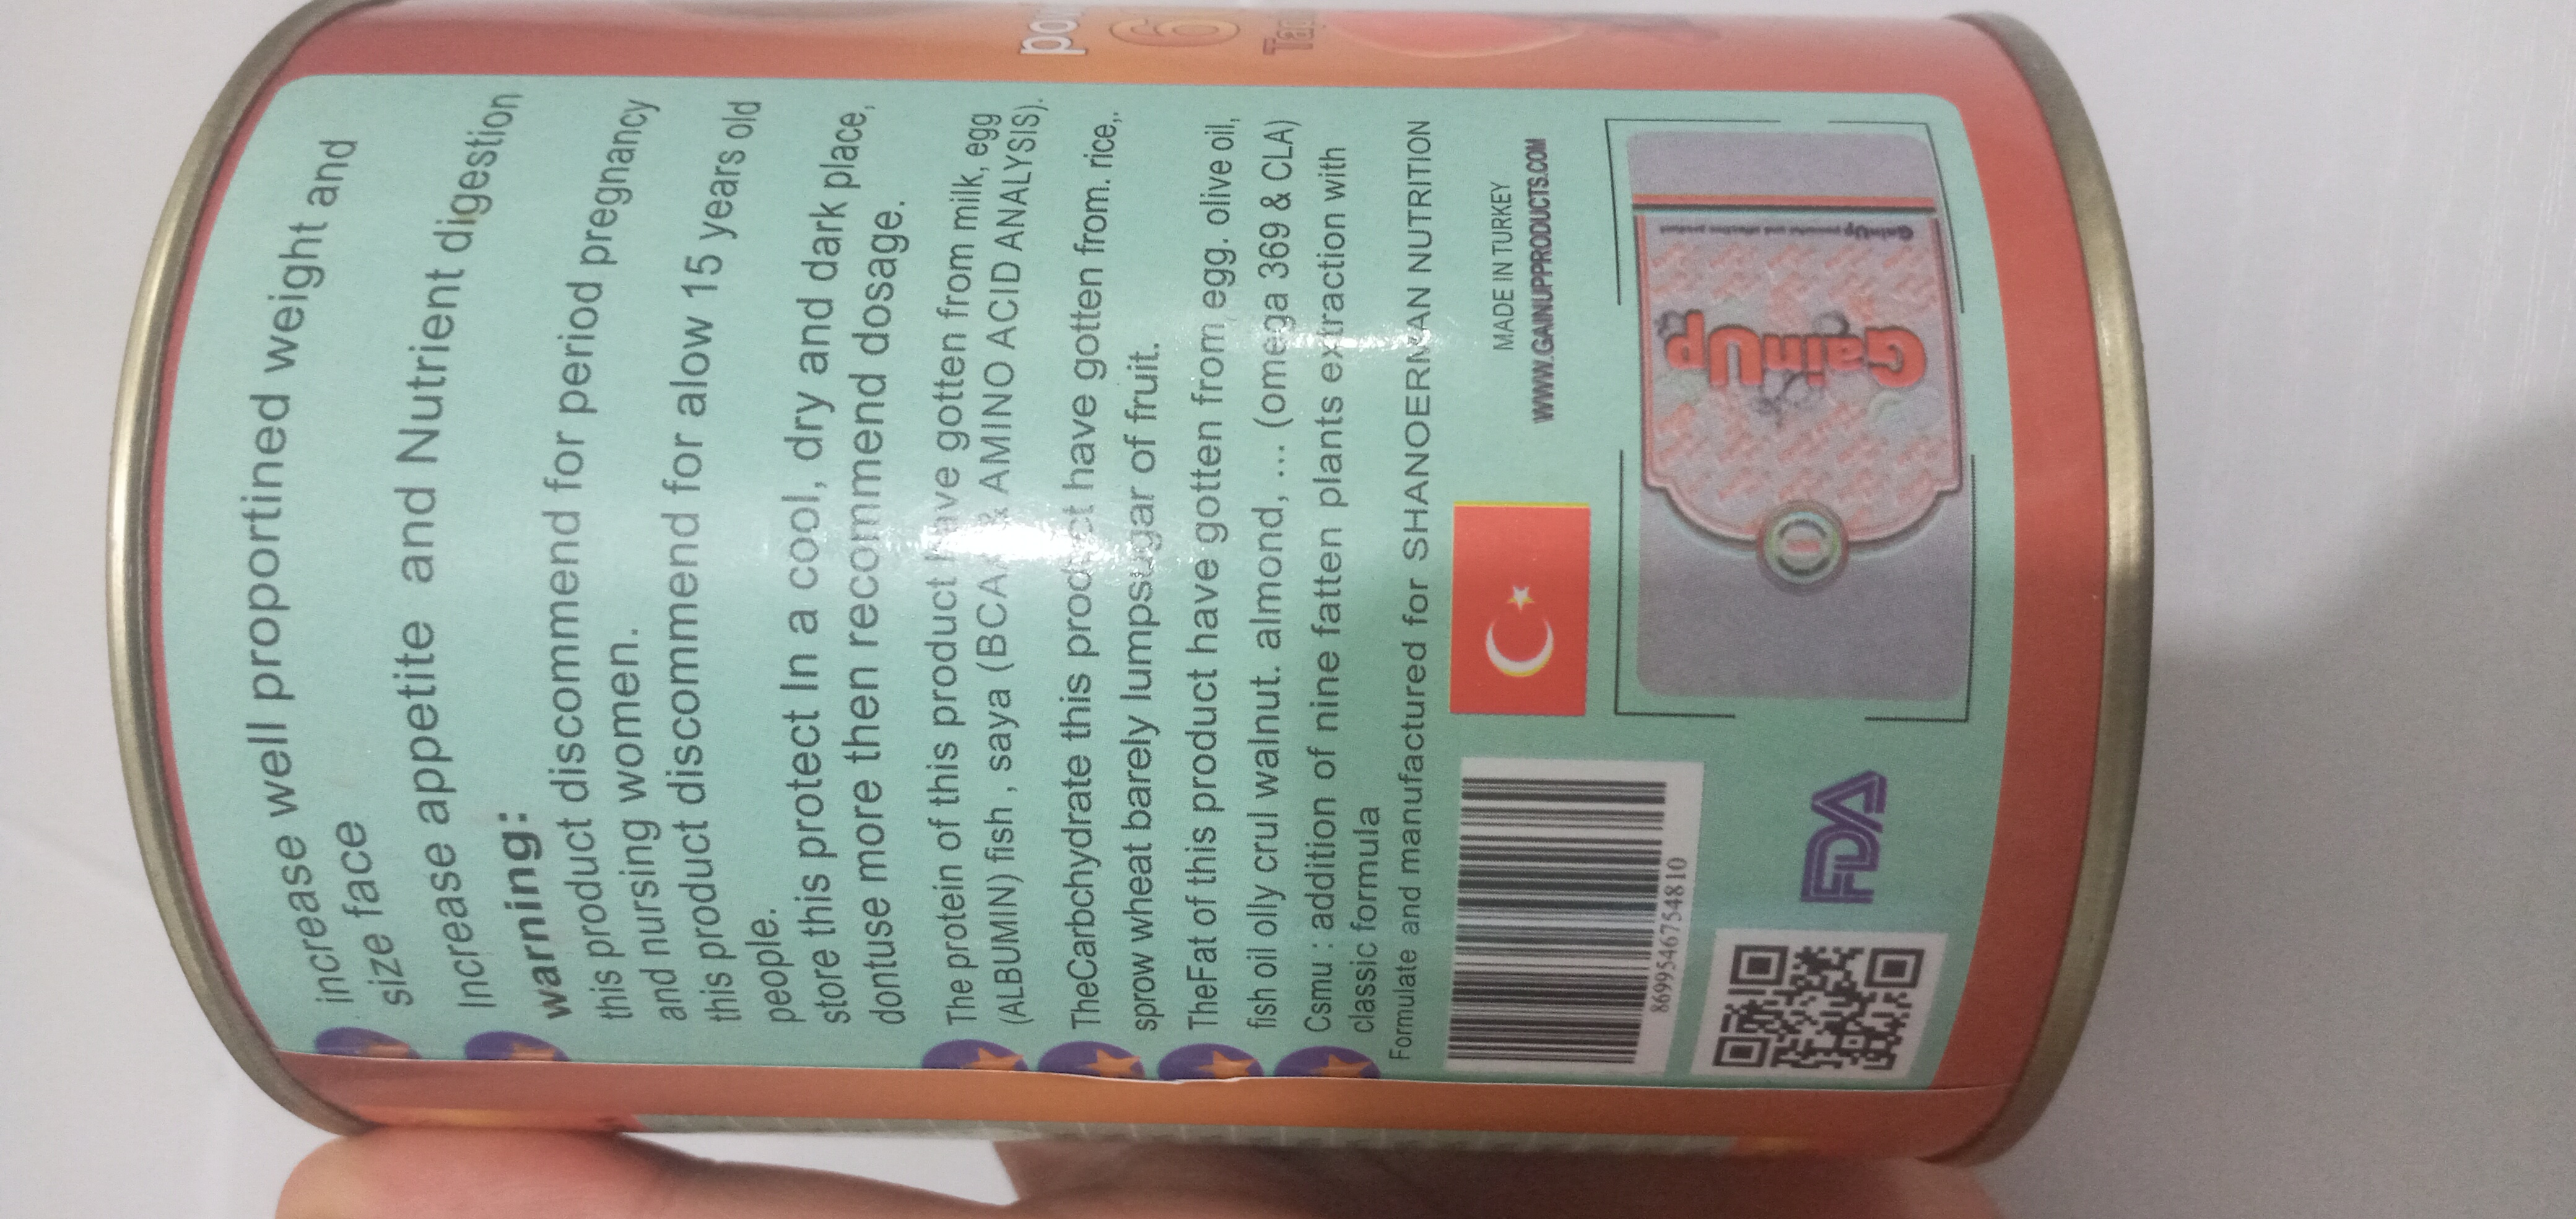 increase well proportined weight and
size face
Increase appetite and Nutrient digestion
warning:
this product discommend for period pregnancy
and nursing women.
this product discommend for alow 15 years old
people.
store this protect In a cool, dry and dark place,
dontuse more then recommend dosage.
The protein of this product have gotten from milk, egg
(ALBUMIN) fish , saya (BCAA & AMINO ACID ANALYSIS).
TheCarbchydrate this product have gotten from. rice,.
sprow wheat barely lumpsugar of fruit.
TheFat of this product have gotten from egg. olive oil,
fish oil olly crul walnut. almond, ... (omega 369 & CLA)
Csmu : addition of nine fatten plants extraction with
classic formula
Formulate and manufactured for SHANOERMAN NUTRITION
MADE IN TURKEY
WWW.GAINUPPRODUCTS.COM
8699546754810
FDA
GainUp